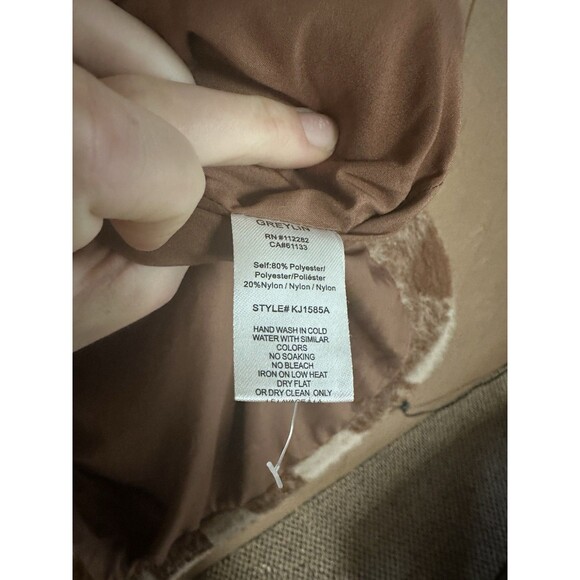 GREYLIN
RN #112282
CA#61133
Self:80% Polyester/
Polyester/Poliéster
20%Nylon / Nylon / Nylon
STYLE# KJ1585A
HAND WASH IN COLD
WATER WITH SIMILAR
COLORS
NO SOAKING
NO BLEACH
IRON ON LOW HEAT
DRY FLAT
OR DRY CLEAN ONLY